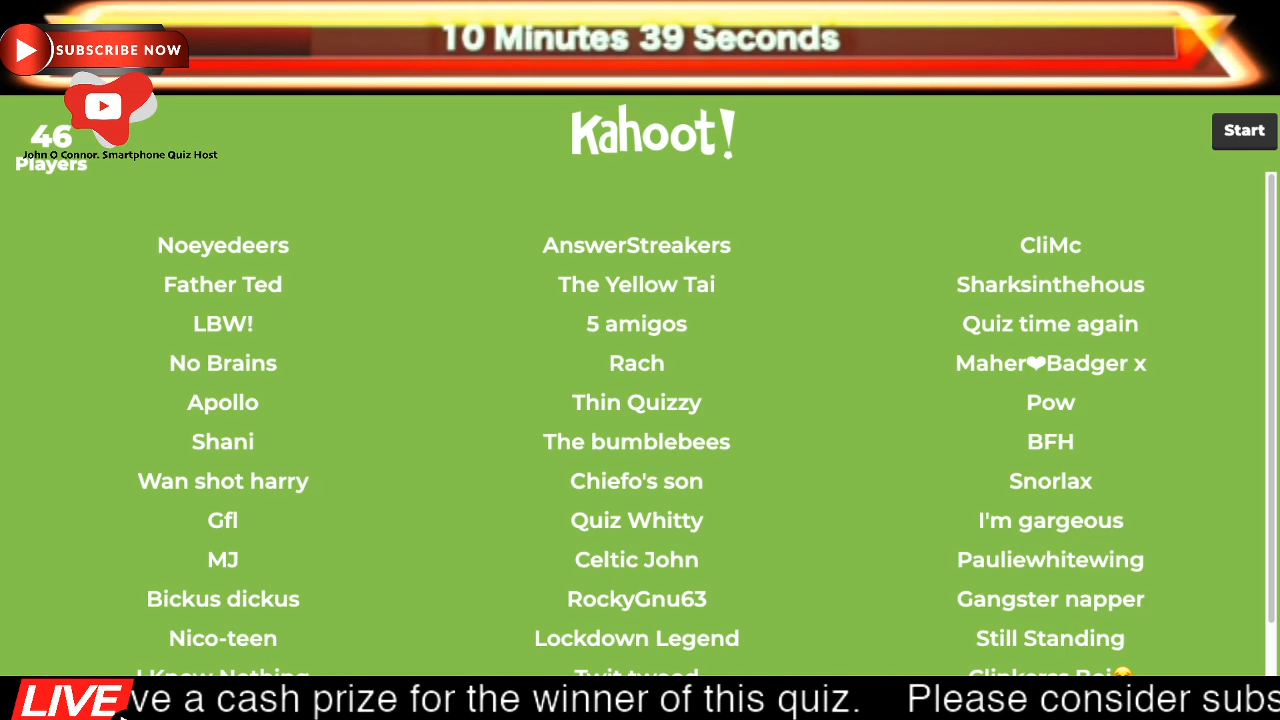 10 Minutes 39 Seconds
SUBSCRIBE NOW
Kahoot!
Start
46
John O Connor. Smartphone Quiz Host
Players
Noeyedeers AnswerStreakers CliMc
Father Ted The Yellow Tai Sharksinthehous
LBW! 5 amigos Quiz time again
No Brains Rach Maher❤Badger x
Apollo Thin Quizzy Pow
Shani The bumblebees BFH
Wan shot harry Chiefo's son Snorlax
Gfl Quiz Whitty I'm gargeous
MJ Celtic John Pauliewhitewing
Bickus dickus RockyGnu63 Gangster napper
Nico-teen Lockdown Legend Still Standing
I Know Nothing
LIVE ve a cash prize for the winner of this quiz. Please consider subs